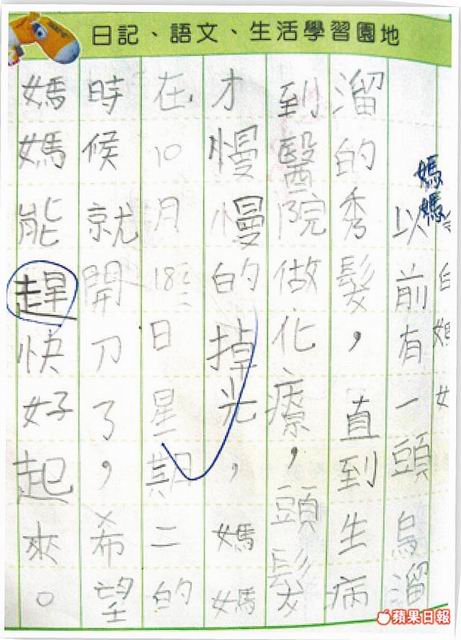 日記、語文、生活學習園地
媽媽以前有一頭烏溜
溜的秀髮，直到生病
到醫院做化療，頭髮
才慢慢的掉光，媽媽
在10月18日星期二的
時候就開刀了，希望
媽媽能趕快好起來。
蘋果日報